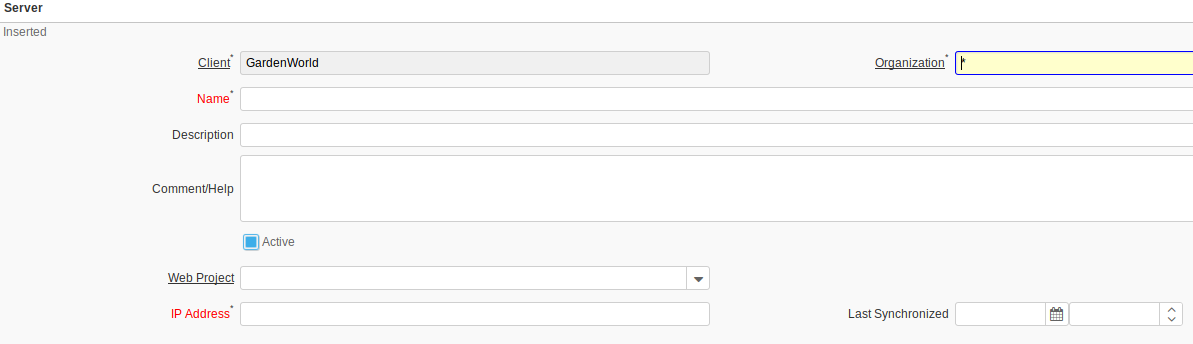 Server
Inserted
Client* GardenWorld Organization* *
Name*
Description
Comment/Help
Active
Web Project
IP Address* Last Synchronized